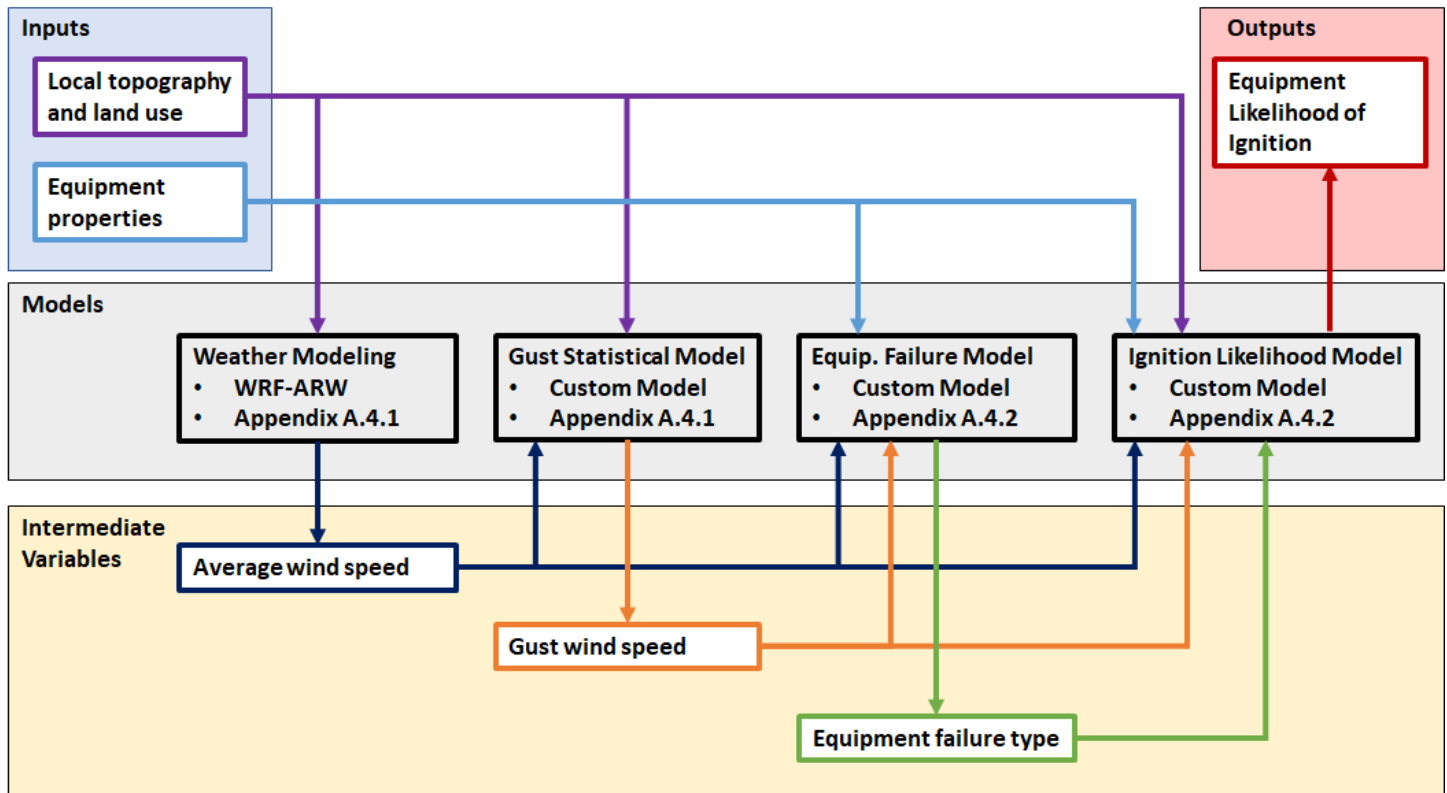 Inputs
Local topography
and land use
Equipment
properties
Outputs
Equipment
Likelihood of
Ignition
Models
Weather Modeling
• WRF-ARW
• Appendix A.4.1
Gust Statistical Model
• Custom Model
• Appendix A.4.1
Equip. Failure Model
• Custom Model
• Appendix A.4.2
Ignition Likelihood Model
• Custom Model
• Appendix A.4.2
Intermediate
Variables
Average wind speed
Gust wind speed
Equipment failure type